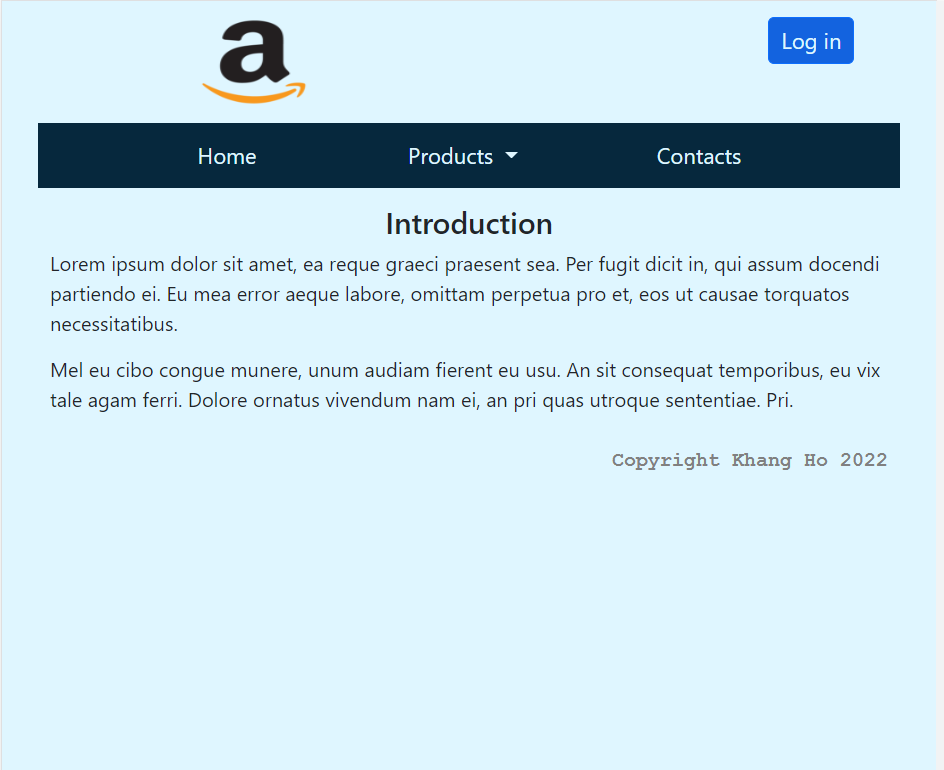 a
Log in
Home Products Contacts
Introduction
Lorem ipsum dolor sit amet, ea reque graeci praesent sea. Per fugit dicit in, qui assum docendi
partiendo ei. Eu mea error aeque labore, omittam perpetua pro et, eos ut causae torquatos
necessitatibus.
Mel eu cibo congue munere, unum audiam fierent eu usu. An sit consequat temporibus, eu vix
tale agam ferri. Dolore ornatus vivendum nam ei, an pri quas utroque sententiae. Pri.
Copyright Khang Ho 2022